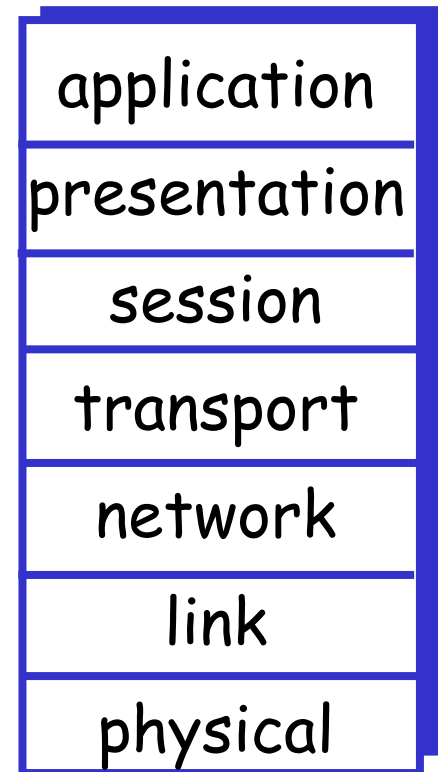 application
presentation
session
transport
network
link
physical